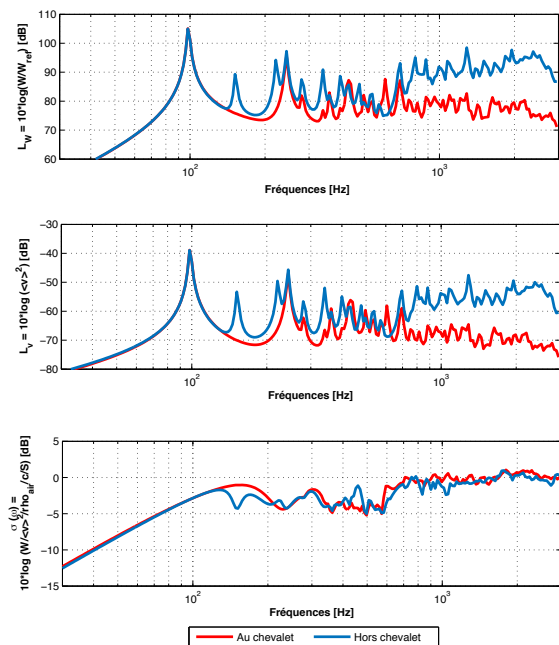 110
100
90
80
70
60
L_W = 10*log(W/W_ref) [dB]
10^2
10^3
Fréquences [Hz]
−30
−40
−50
−60
−70
−80
L_v = 10*log (<v>^2) [dB]
10^2
10^3
Fréquences [Hz]
5
0
−5
−10
−15
σ (ω) =
10*log (W/<v>^2/rho_air/c/S) [dB]
10^2
10^3
Fréquences [Hz]
Au chevalet
Hors chevalet